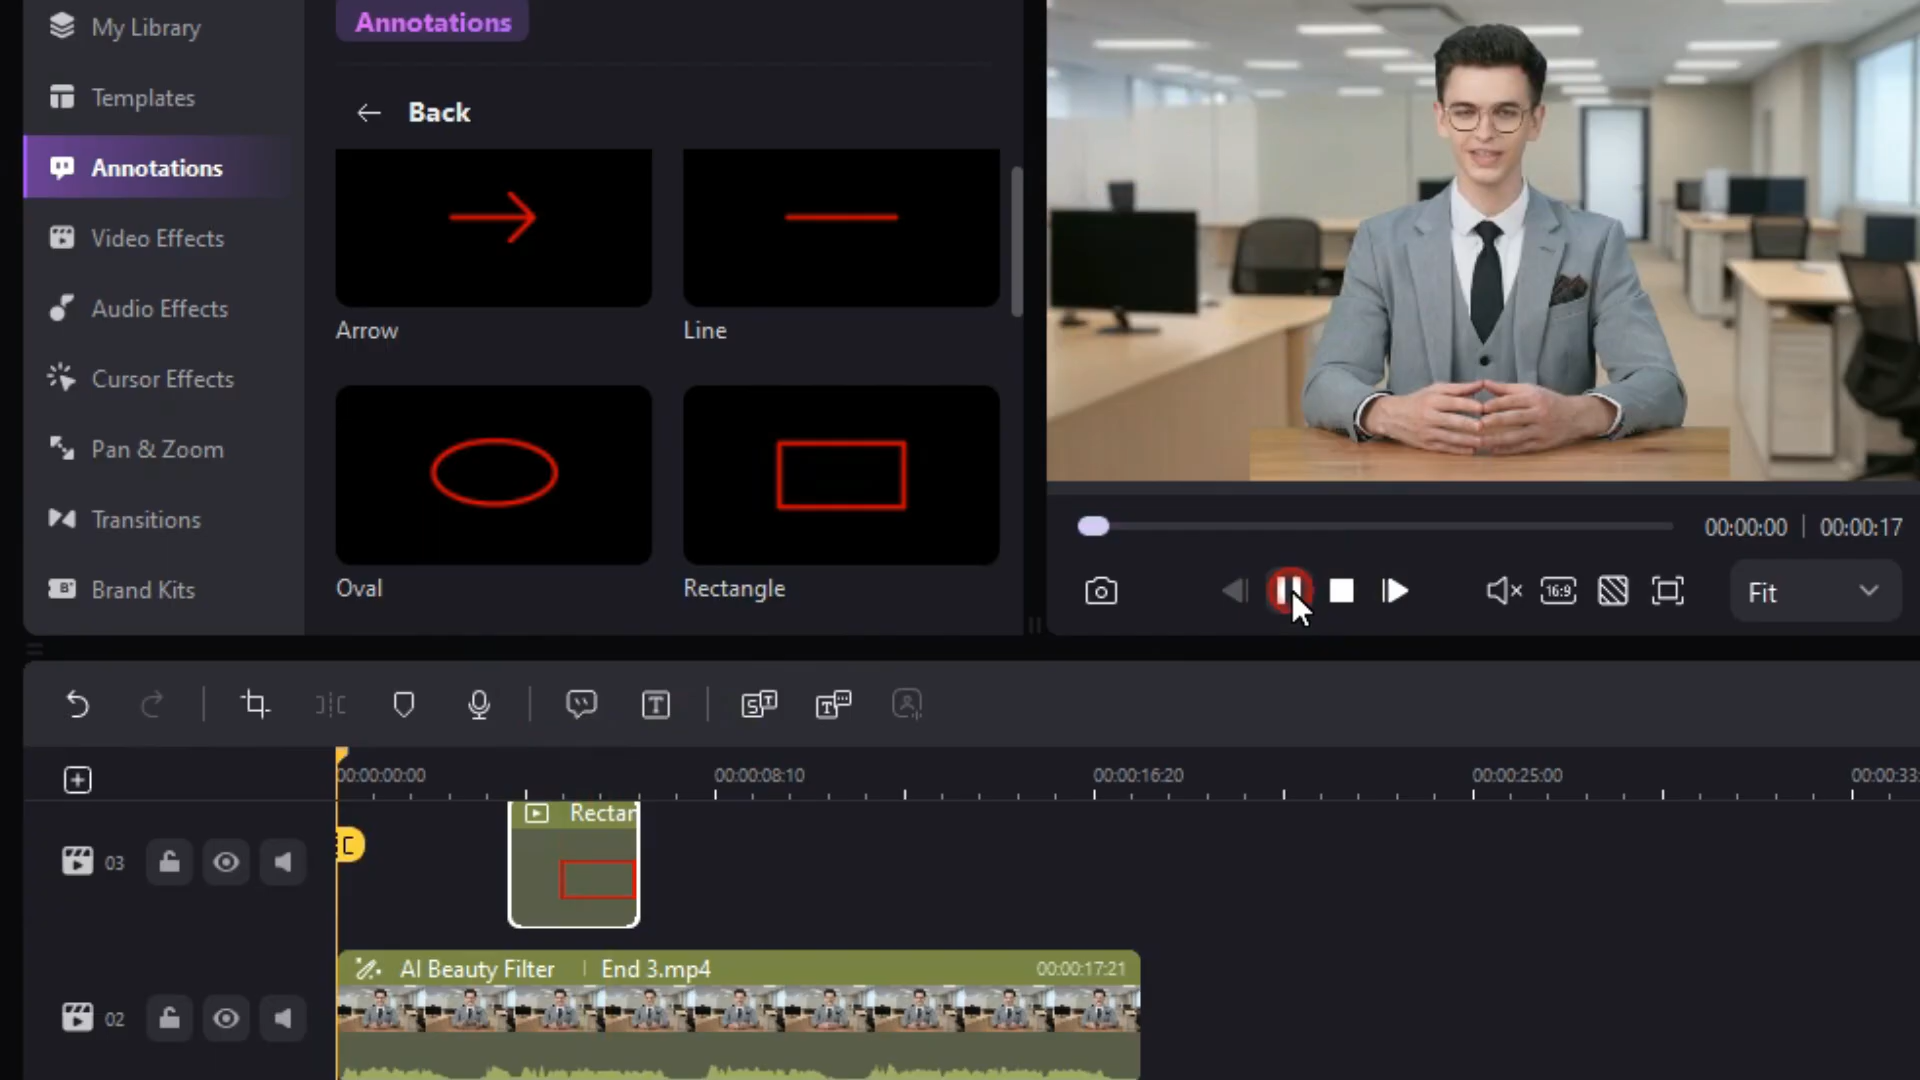 My Library
Templates
Annotations
Video Effects
Audio Effects
Cursor Effects
Pan & Zoom
Transitions
Brand Kits
Annotations
Back
Arrow
Line
Oval
Rectangle
00:00:00 | 00:00:17
16:9
Fit
T
S T
T
00:00:00:00
00:00:08:10
00:00:16:20
00:00:25:00
00:00:33:
03
Rectan
02
AI Beauty Filter | End 3.mp4
00:00:17:21